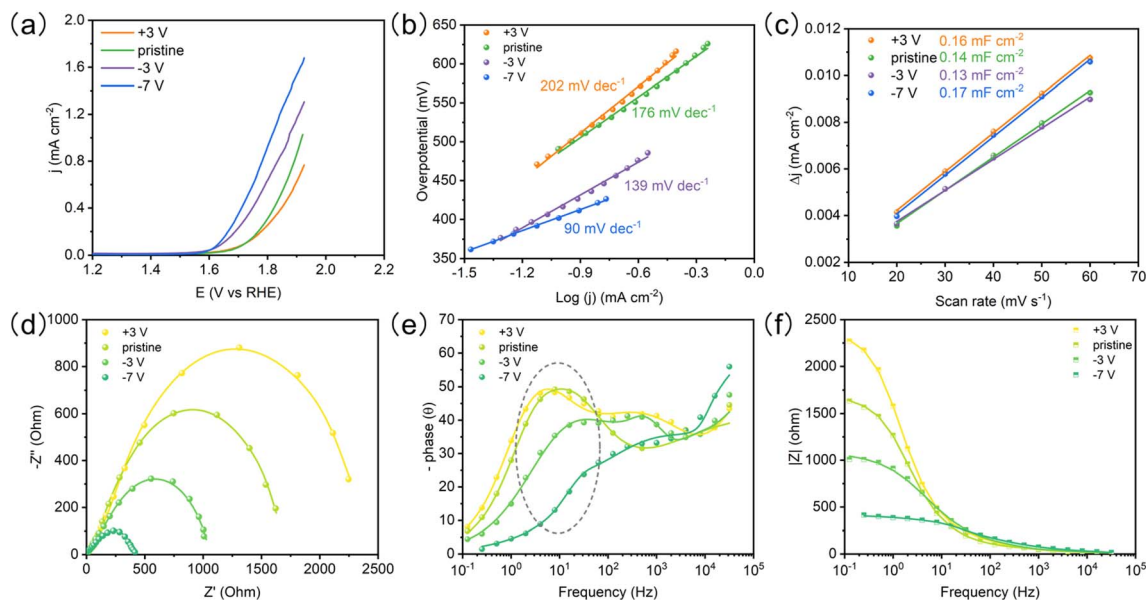 (a)
+3 V
pristine
-3 V
-7 V
j (mA cm-2)
2.0
1.6
1.2
0.8
0.4
0.0
1.2 1.4 1.6 1.8 2.0 2.2
E (V vs RHE)
(b)
+3 V
pristine
-3 V
-7 V
202 mV dec-1
176 mV dec-1
139 mV dec-1
90 mV dec-1
Overpotential (mV)
650
600
550
500
450
400
350
-1.5 -1.2 -0.9 -0.6 -0.3 0.0
Log (j) (mA cm-2)
(c)
+3 V 0.16 mF cm-2
pristine 0.14 mF cm-2
-3 V 0.13 mF cm-2
-7 V 0.17 mF cm-2
Δj (mA cm-2)
0.012
0.010
0.008
0.006
0.004
0.002
10 20 30 40 50 60 70
Scan rate (mV s-1)
(d)
+3 V
pristine
-3 V
-7 V
-Z" (Ohm)
1000
800
600
400
200
0
0 500 1000 1500 2000 2500
Z' (Ohm)
(e)
+3 V
pristine
-3 V
-7 V
- phase (θ)
70
60
50
40
30
20
10
0
10-1 100 101 102 103 104 105
Frequency (Hz)
(f)
+3 V
pristine
-3 V
-7 V
|Z| (ohm)
2500
2000
1500
1000
500
0
10-1 100 101 102 103 104 105
Frequency (Hz)